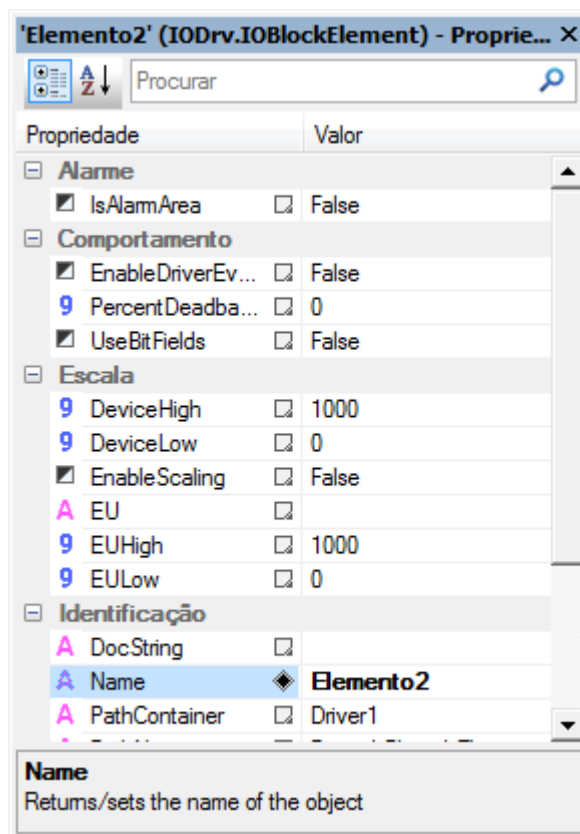 'Elemento2' (IODrv.IOBlockElement) - Proprie...
Procurar
Propriedade Valor
Alarme
IsAlarmArea False
Comportamento
EnableDriverEv... False
PercentDeadba... 0
UseBitFields False
Escala
DeviceHigh 1000
DeviceLow 0
EnableScaling False
EU
EUHigh 1000
EULow 0
Identificação
DocString
Name Elemento2
PathContainer Driver1
Name
Returns/sets the name of the object